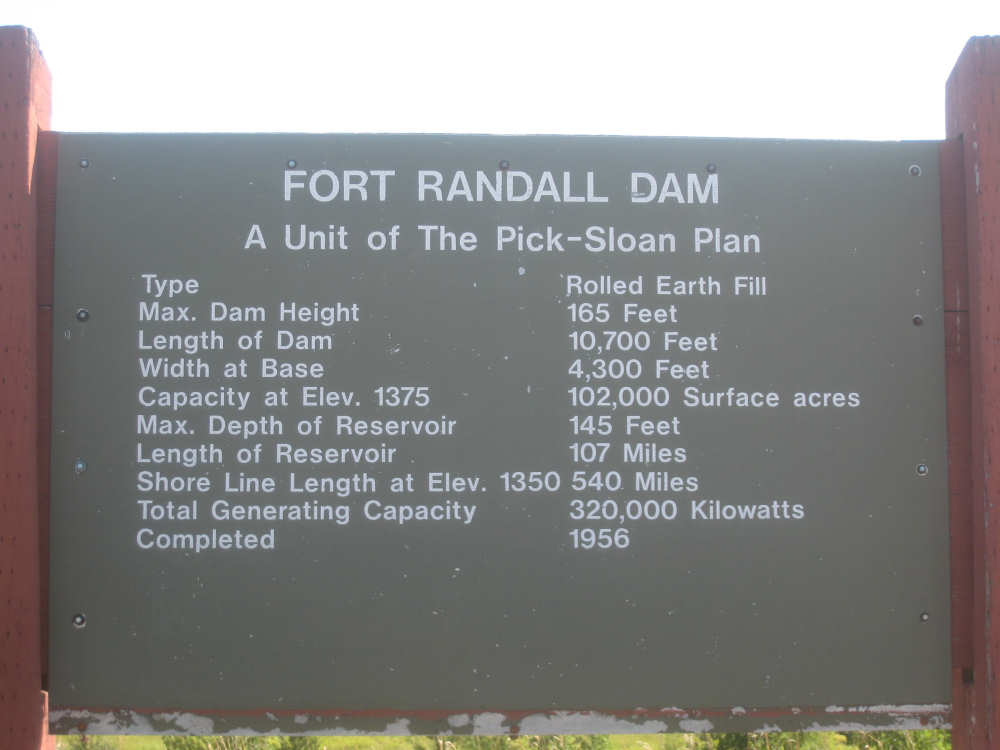 FORT RANDALL DAM
A Unit of The Pick-Sloan Plan
Type Rolled Earth Fill
Max. Dam Height 165 Feet
Length of Dam 10,700 Feet
Width at Base 4,300 Feet
Capacity at Elev. 1375 102,000 Surface acres
Max. Depth of Reservoir 145 Feet
Length of Reservoir 107 Miles
Shore Line Length at Elev. 1350 540 Miles
Total Generating Capacity 320,000 Kilowatts
Completed 1956